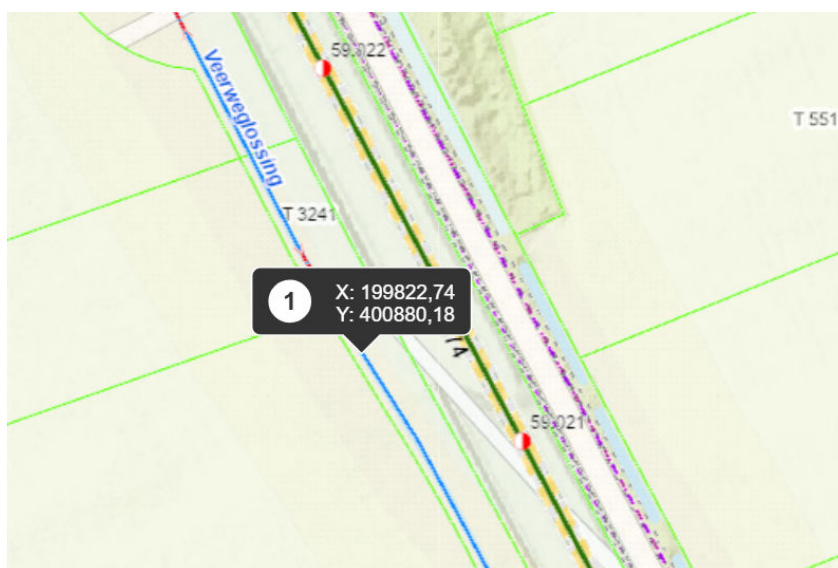 59.022
Veerweglossing
T 551
T 3241
1
X: 199822,74
Y: 400880,18
59.021